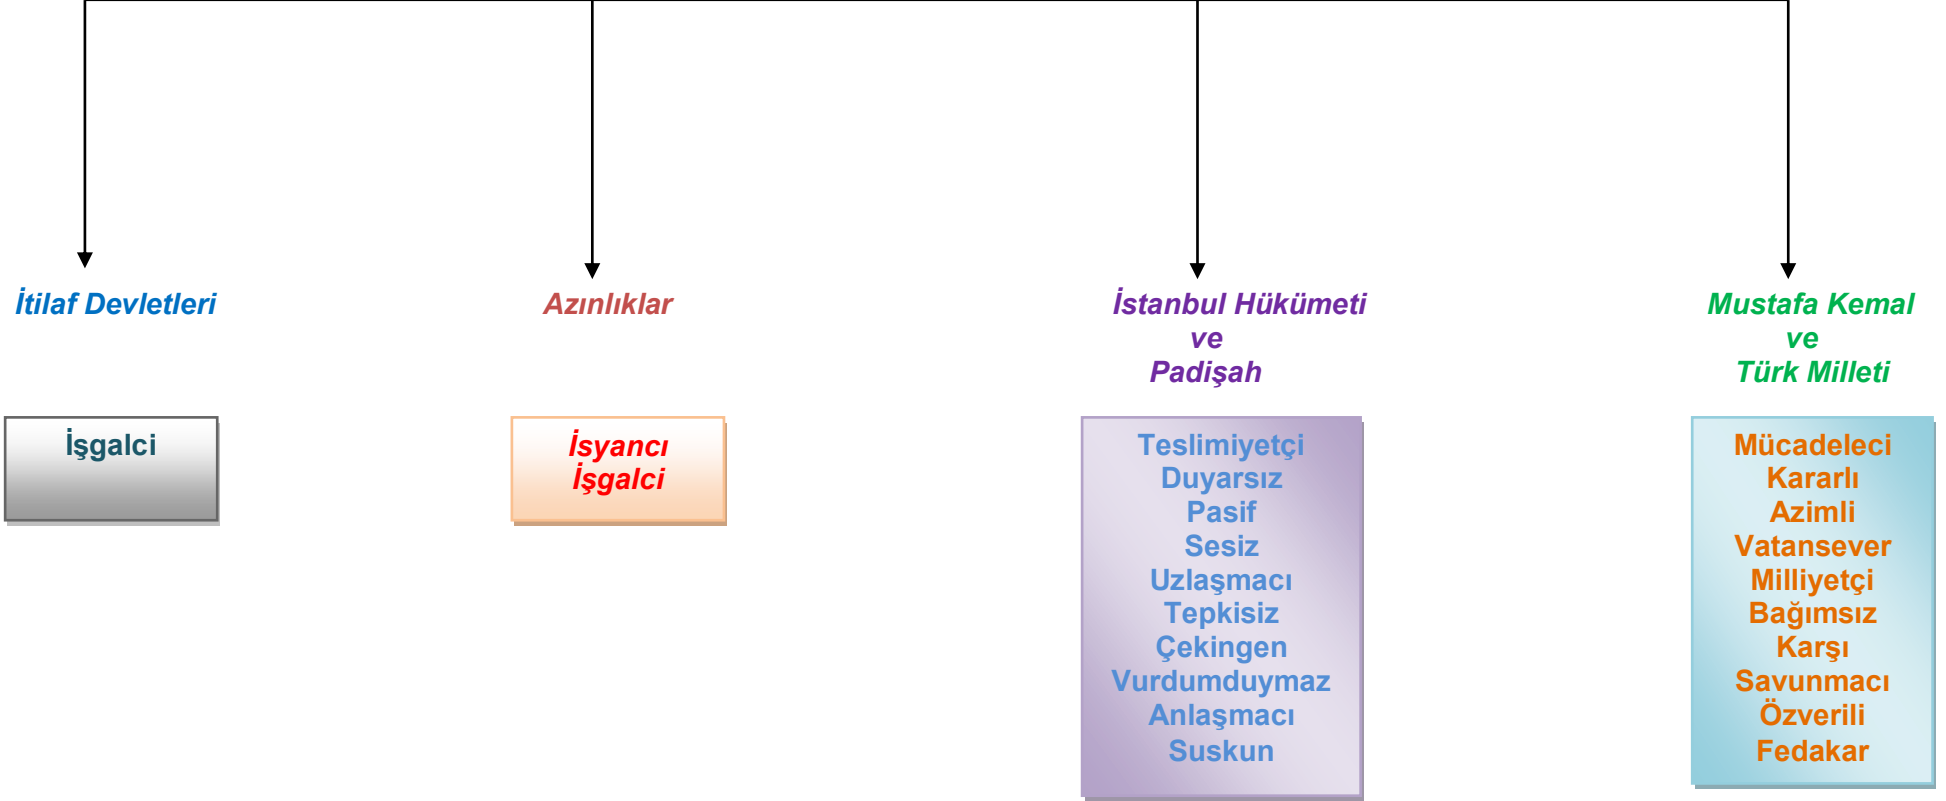 İtilaf Devletleri
Azınlıklar
İstanbul Hükümeti
ve
Padişah
Mustafa Kemal
ve
Türk Milleti
İşgalci
İsyancı
İşgalci
Teslimiyetçi
Duyarsız
Pasif
Sesiz
Uzlaşmacı
Tepkisiz
Çekingen
Vurdumduymaz
Anlaşmacı
Suskun
Mücadeleci
Kararlı
Azimli
Vatansever
Milliyetçi
Bağımsız
Karşı
Savunmacı
Özverili
Fedakar